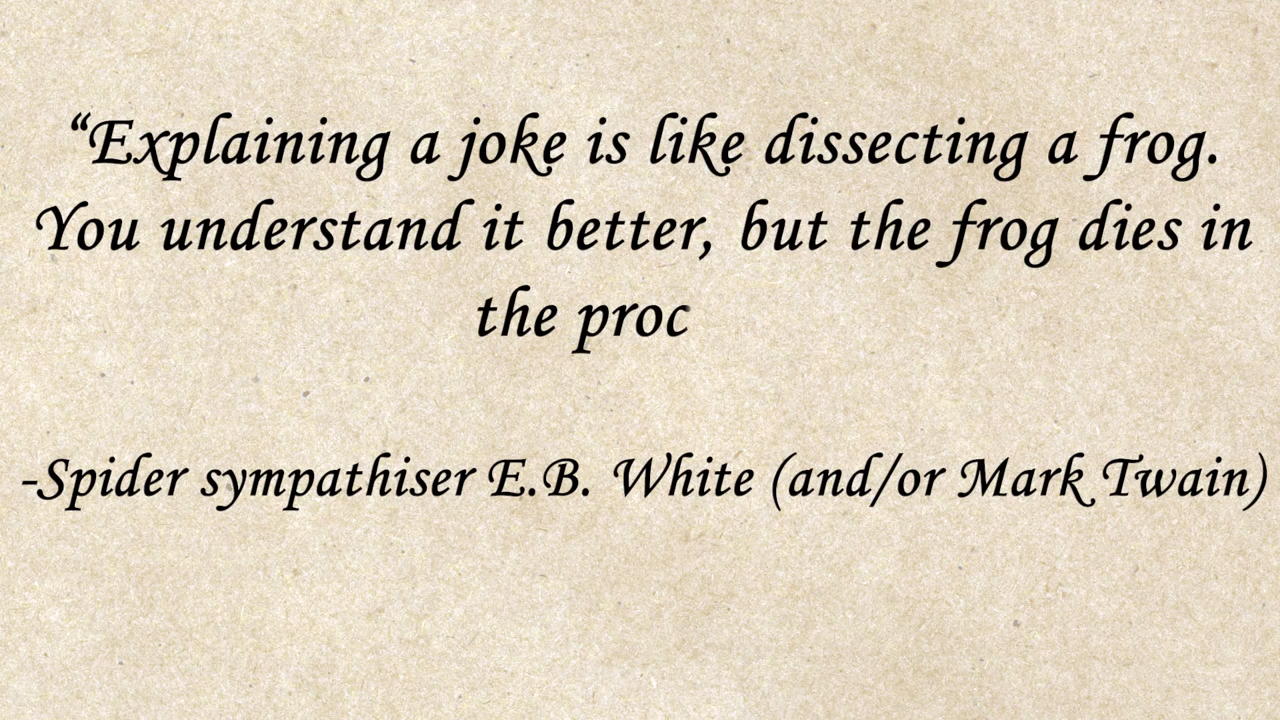 “Explaining a joke is like dissecting a frog.
You understand it better, but the frog dies in
the proc
-Spider sympathiser E.B. White (and/or Mark Twain)